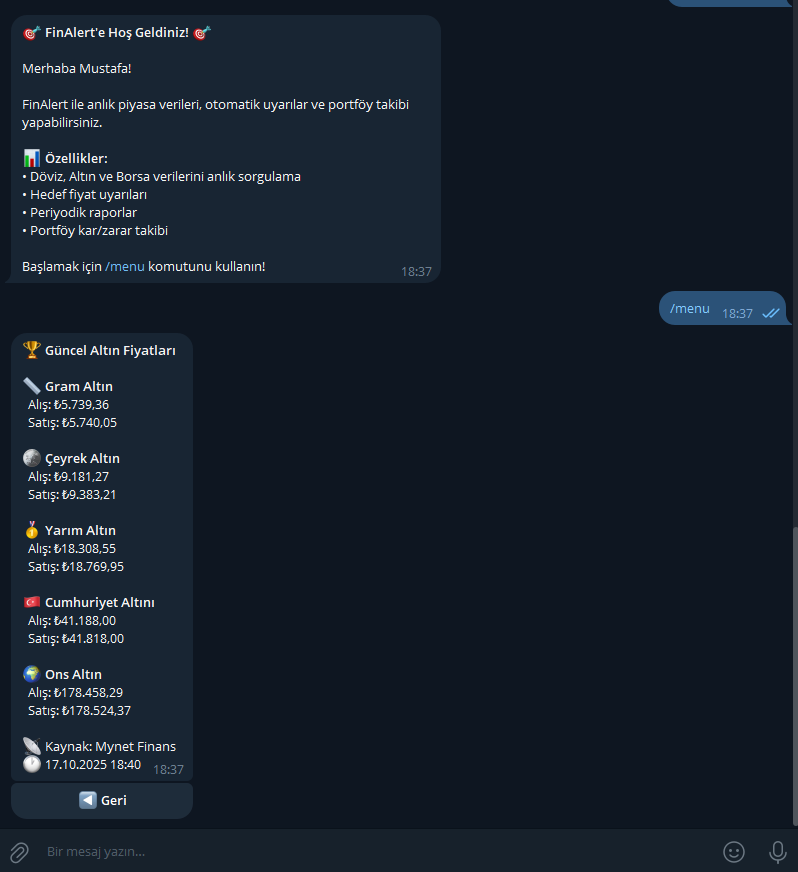 FinAlert'e Hoş Geldiniz!
Merhaba Mustafa!
FinAlert ile anlık piyasa verileri, otomatik uyarılar ve portföy takibi
yapabilirsiniz.
Özellikler:
• Döviz, Altın ve Borsa verilerini anlık sorgulama
• Hedef fiyat uyarıları
• Periyodik raporlar
• Portföy kar/zarar takibi
Başlamak için /menu komutunu kullanın!
18:37
/menu 18:37
Güncel Altın Fiyatları
Gram Altın
Alış: ₺5.739,36
Satış: ₺5.740,05
Çeyrek Altın
Alış: ₺9.181,27
Satış: ₺9.383,21
Yarım Altın
Alış: ₺18.308,55
Satış: ₺18.769,95
Cumhuriyet Altını
Alış: ₺41.188,00
Satış: ₺41.818,00
Ons Altın
Alış: ₺178.458,29
Satış: ₺178.524,37
Kaynak: Mynet Finans
17.10.2025 18:40 18:37
Geri
Bir mesaj yazın...